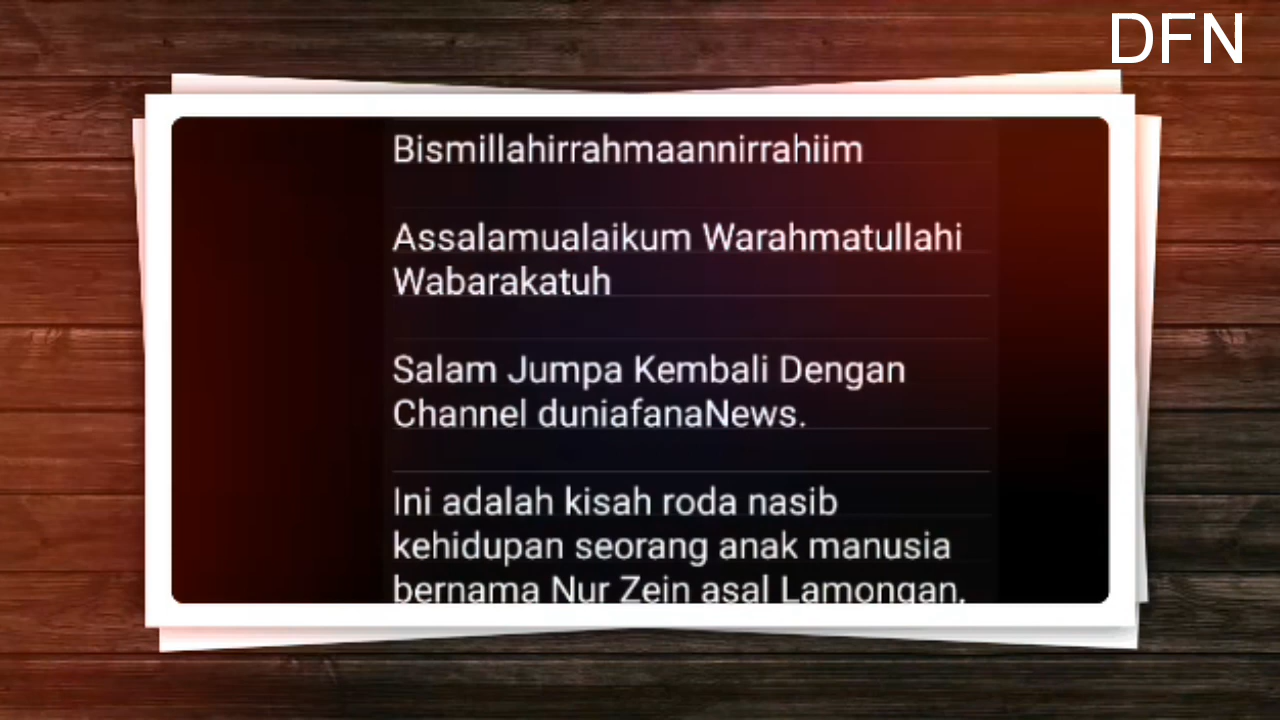 DFN
Bismillahirrahmaannirrahiim
Assalamualaikum Warahmatullahi
Wabarakatuh
Salam Jumpa Kembali Dengan
Channel duniafanaNews.
Ini adalah kisah roda nasib
kehidupan seorang anak manusia
bernama Nur Zein asal Lamongan.